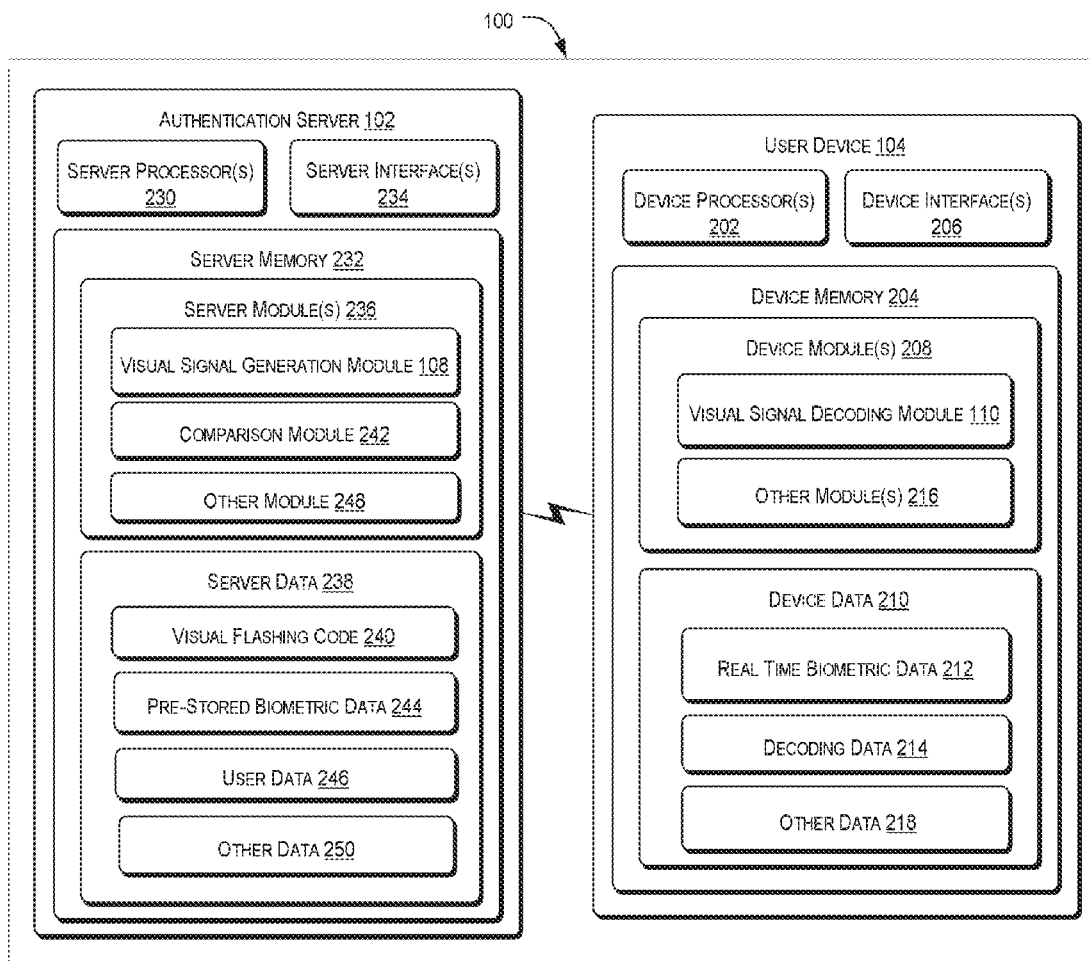 100
AUTHENTICATION SERVER 102
SERVER PROCESSOR(S)
230
SERVER INTERFACE(S)
234
SERVER MEMORY 232
SERVER MODULE(S) 236
VISUAL SIGNAL GENERATION MODULE 108
COMPARISON MODULE 242
OTHER MODULE 248
SERVER DATA 238
VISUAL FLASHING CODE 240
PRE-STORED BIOMETRIC DATA 244
USER DATA 246
OTHER DATA 250
USER DEVICE 104
DEVICE PROCESSOR(S)
202
DEVICE INTERFACE(S)
206
DEVICE MEMORY 204
DEVICE MODULE(S) 208
VISUAL SIGNAL DECODING MODULE 110
OTHER MODULE(S) 216
DEVICE DATA 210
REAL TIME BIOMETRIC DATA 212
DECODING DATA 214
OTHER DATA 218